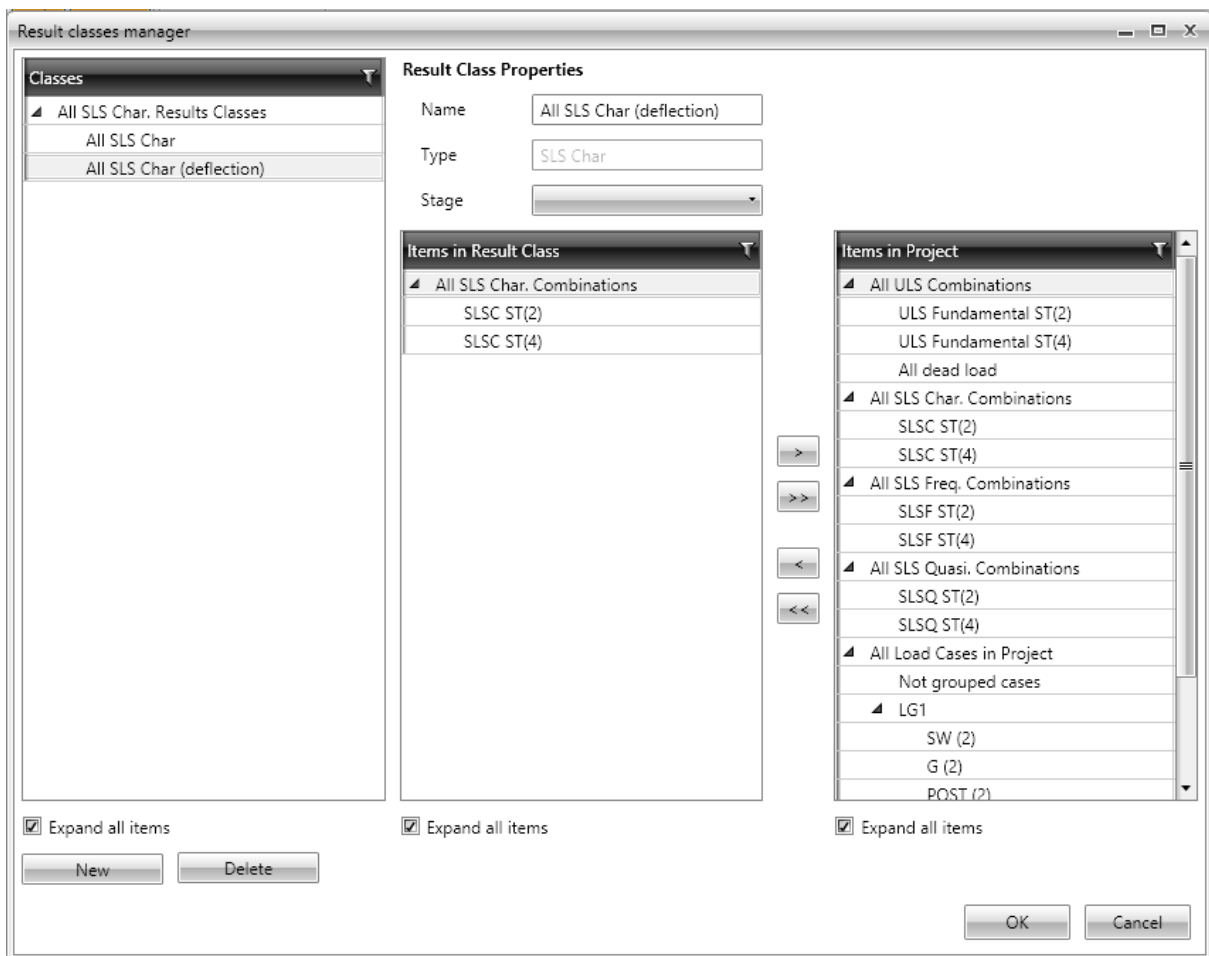 Result classes manager
Classes
All SLS Char. Results Classes
All SLS Char
All SLS Char (deflection)
Result Class Properties
Name All SLS Char (deflection)
Type SLS Char
Stage
Items in Result Class
All SLS Char. Combinations
SLSC ST(2)
SLSC ST(4)
>
>>
<
<<
Items in Project
All ULS Combinations
ULS Fundamental ST(2)
ULS Fundamental ST(4)
All dead load
All SLS Char. Combinations
SLSC ST(2)
SLSC ST(4)
All SLS Freq. Combinations
SLSF ST(2)
SLSF ST(4)
All SLS Quasi. Combinations
SLSQ ST(2)
SLSQ ST(4)
All Load Cases in Project
Not grouped cases
LG1
SW (2)
G (2)
POST (2)
Expand all items
Expand all items
Expand all items
New Delete
OK Cancel